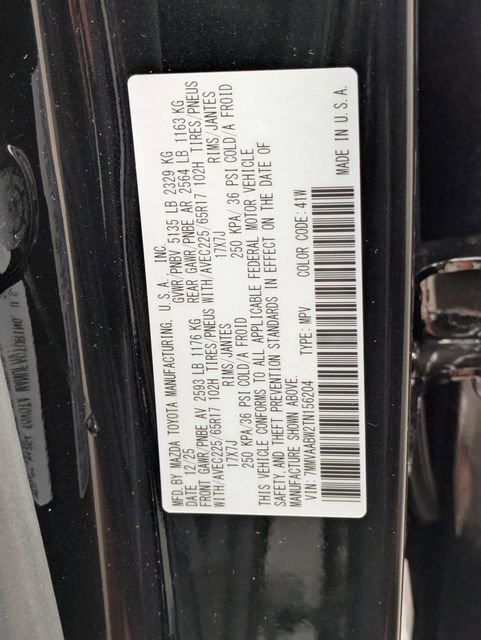 MFD.BY MAZDA TOYOTA MANUFACTURING, U.S.A., INC.
DATE 12/25 GVWR/PNBV 5135 LB 2329 KG
FRONT GAWR/PNBE AV 2593 LB 1176 KG REAR GAWR/PNBE AR 2564 LB 1163 KG
WITH/AVEC225/65R17 102H TIRES/PNEUS WITH/AVEC225/65R17 102H TIRES/PNEUS
17X7J RIMS/JANTES 17X7J RIMS/JANTES
250 KPA/36 PSI COLD/A FROID 250 KPA/36 PSI COLD/A FROID
THIS VEHICLE CONFORMS TO ALL APPLICABLE FEDERAL MOTOR VEHICLE
SAFETY AND THEFT PREVENTION STANDARDS IN EFFECT ON THE DATE OF
MANUFACTURE SHOWN ABOVE.
VIN: 7MMVAABW2TN156204 TYPE: MPV COLOR CODE: 41W
MADE IN U.S.A.